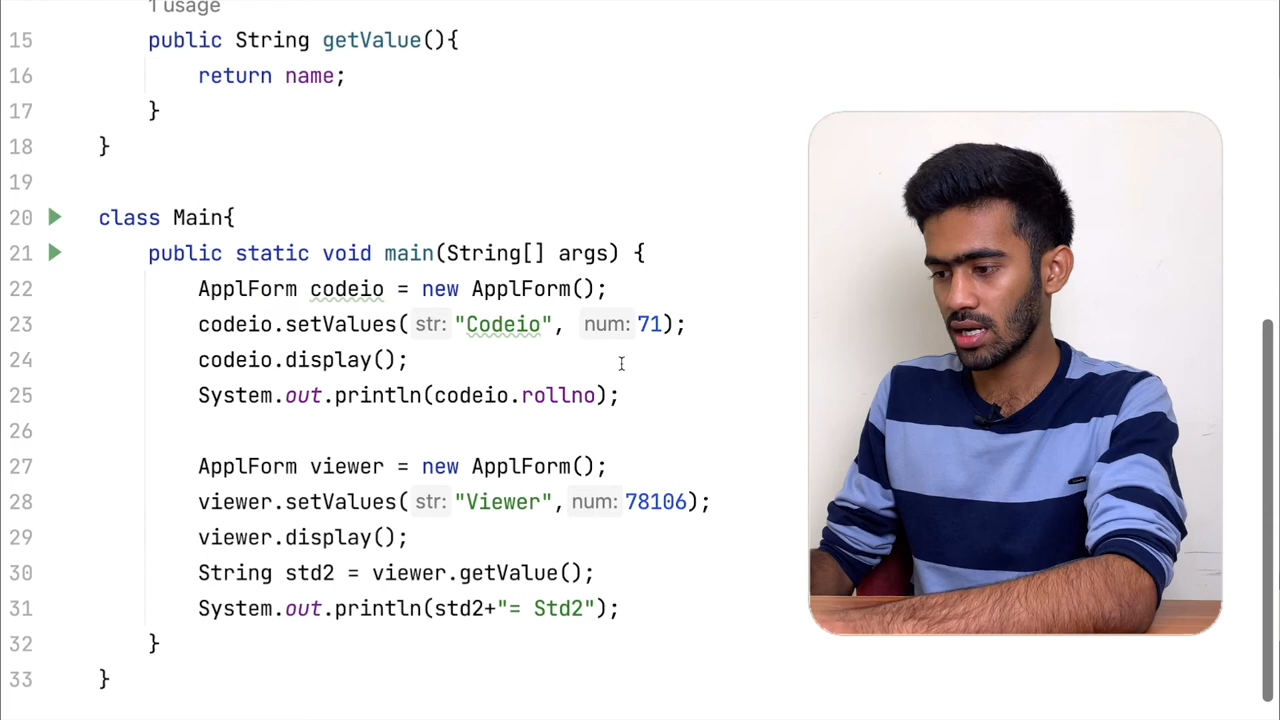 1 usage
15 public String getValue(){
16 return name;
17 }
18 }
19
20 class Main{
21 public static void main(String[] args) {
22 ApplForm codeio = new ApplForm();
23 codeio.setValues( str: "Codeio", num: 71);
24 codeio.display();
25 System.out.println(codeio.rollno);
26
27 ApplForm viewer = new ApplForm();
28 viewer.setValues( str: "Viewer", num: 78106);
29 viewer.display();
30 String std2 = viewer.getValue();
31 System.out.println(std2+"= Std2");
32 }
33 }